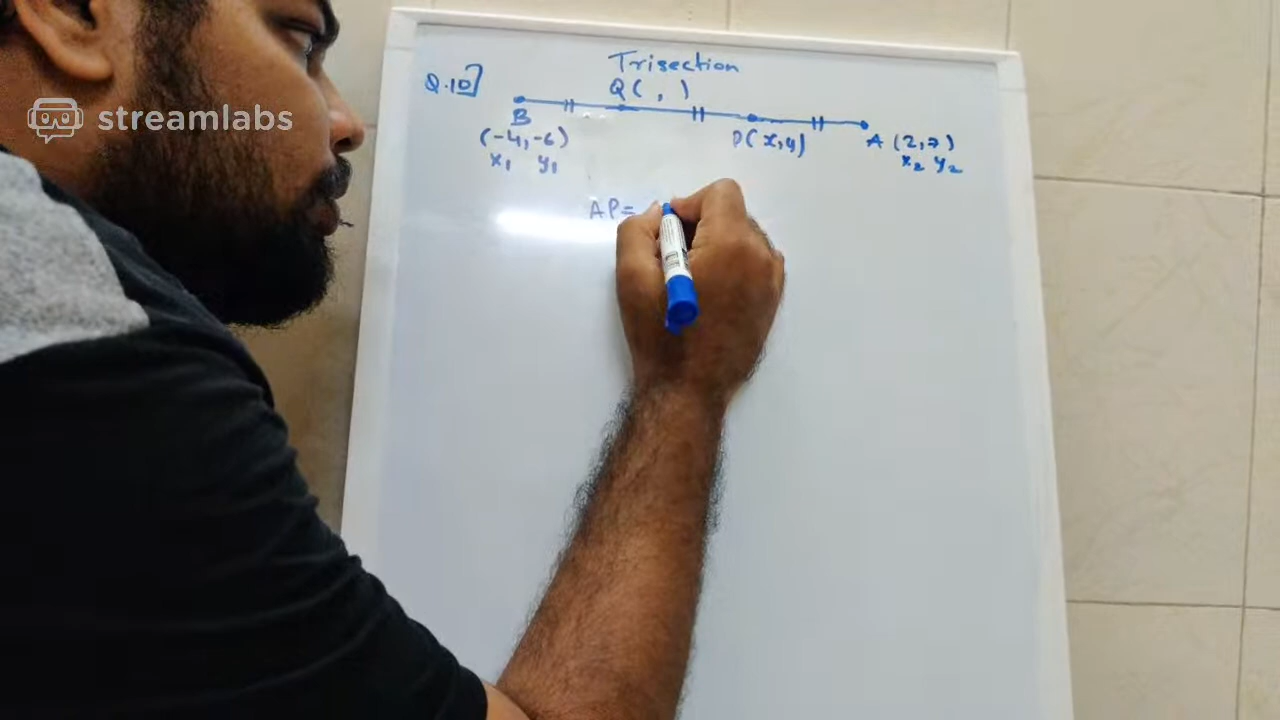 streamlabs
Trisection
Q.10]
Q( , )
B
(-4,-6)
x₁ y₁
P(x,y)
A (2,7)
x₂ y₂
AP=